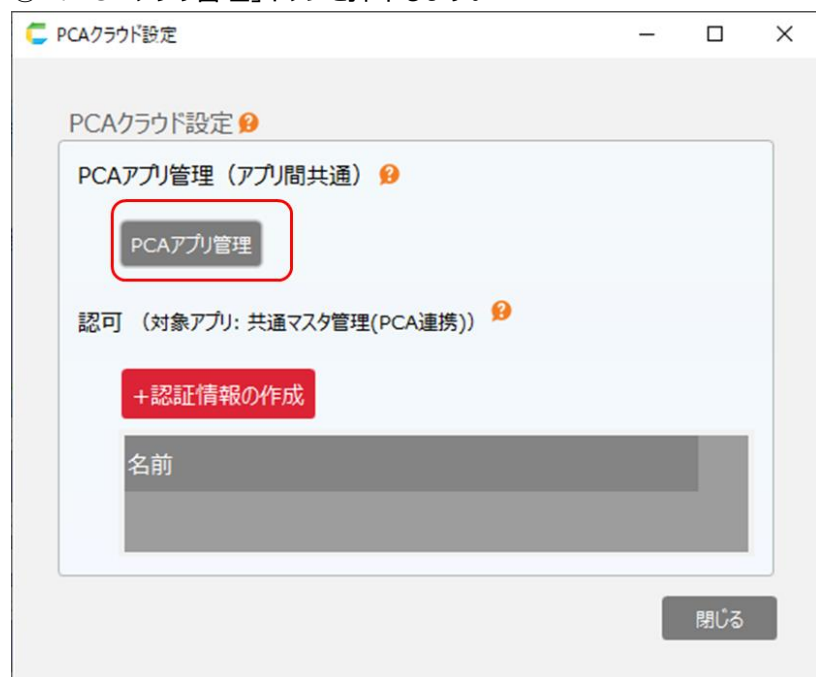 PCAクラウド設定
PCAクラウド設定
PCAアプリ管理（アプリ間共通）
PCAアプリ管理
認可 （対象アプリ: 共通マスタ管理(PCA連携)）
+認証情報の作成
名前
閉じる